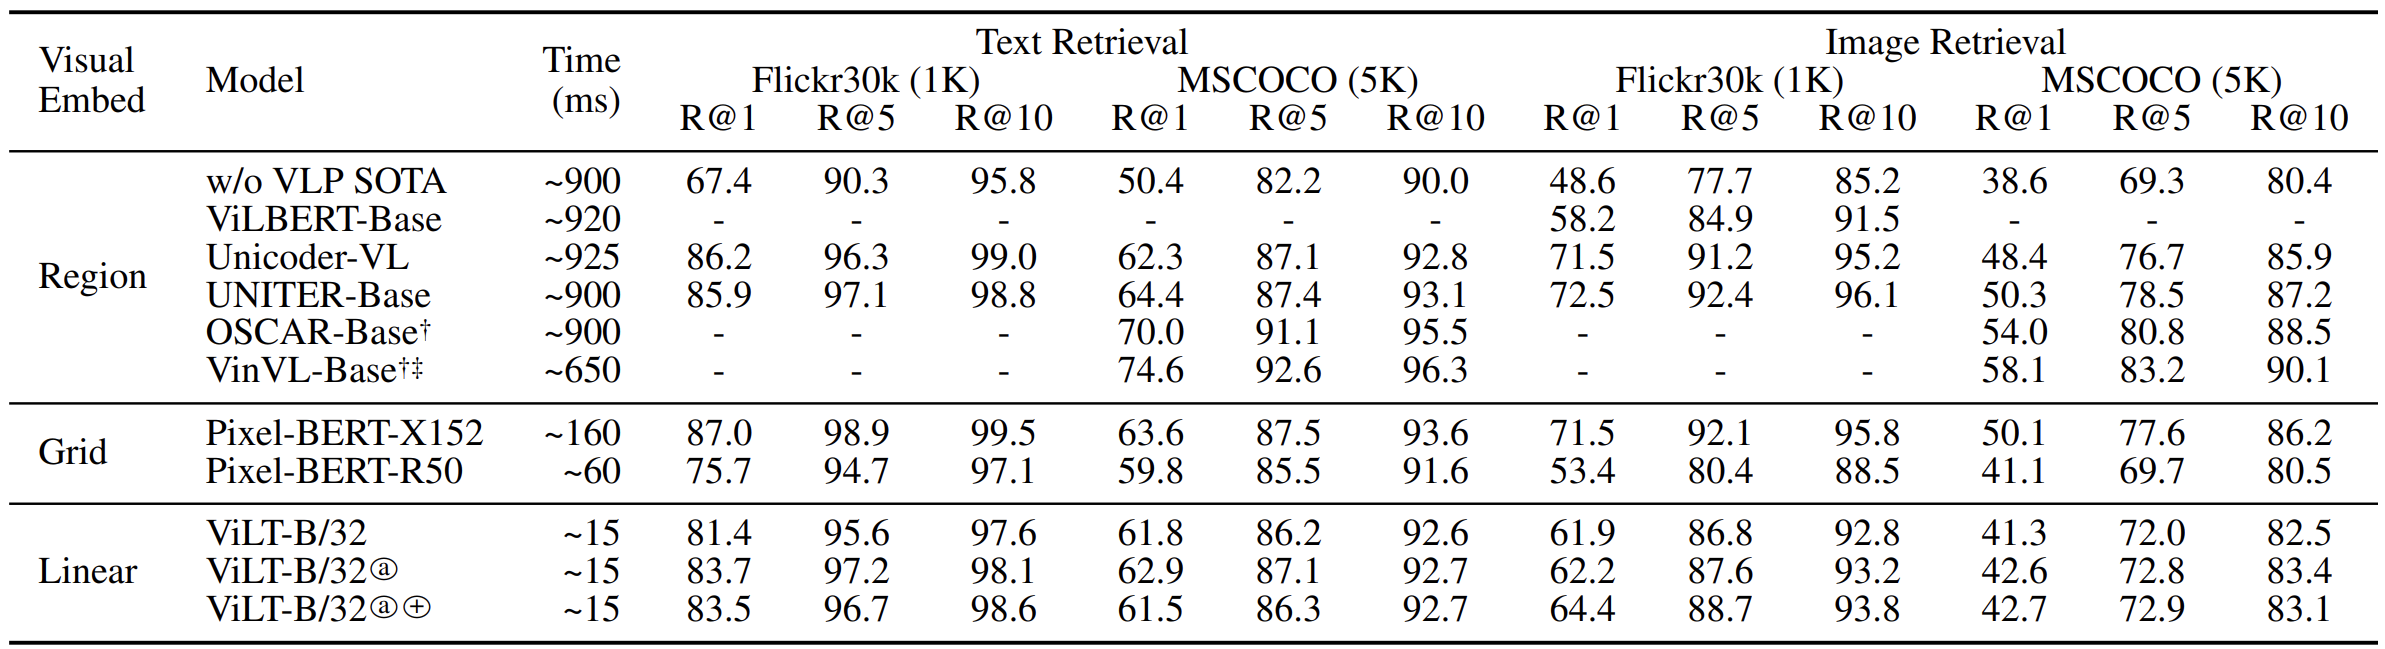 Visual Embed Model Time (ms) Text Retrieval Image Retrieval
Flickr30k (1K) MSCOCO (5K) Flickr30k (1K) MSCOCO (5K)
R@1 R@5 R@10 R@1 R@5 R@10 R@1 R@5 R@10 R@1 R@5 R@10
Region
w/o VLP SOTA ~900 67.4 90.3 95.8 50.4 82.2 90.0 48.6 77.7 85.2 38.6 69.3 80.4
ViLBERT-Base ~920 - - - - - - 58.2 84.9 91.5 - - -
Unicoder-VL ~925 86.2 96.3 99.0 62.3 87.1 92.8 71.5 91.2 95.2 48.4 76.7 85.9
UNITER-Base ~900 85.9 97.1 98.8 64.4 87.4 93.1 72.5 92.4 96.1 50.3 78.5 87.2
OSCAR-Base† ~900 - - - 70.0 91.1 95.5 - - - 54.0 80.8 88.5
VinVL-Base†‡ ~650 - - - 74.6 92.6 96.3 - - - 58.1 83.2 90.1
Grid
Pixel-BERT-X152 ~160 87.0 98.9 99.5 63.6 87.5 93.6 71.5 92.1 95.8 50.1 77.6 86.2
Pixel-BERT-R50 ~60 75.7 94.7 97.1 59.8 85.5 91.6 53.4 80.4 88.5 41.1 69.7 80.5
Linear
ViLT-B/32 ~15 81.4 95.6 97.6 61.8 86.2 92.6 61.9 86.8 92.8 41.3 72.0 82.5
ViLT-B/32ⓐ ~15 83.7 97.2 98.1 62.9 87.1 92.7 62.2 87.6 93.2 42.6 72.8 83.4
ViLT-B/32ⓐ⊕ ~15 83.5 96.7 98.6 61.5 86.3 92.7 64.4 88.7 93.8 42.7 72.9 83.1